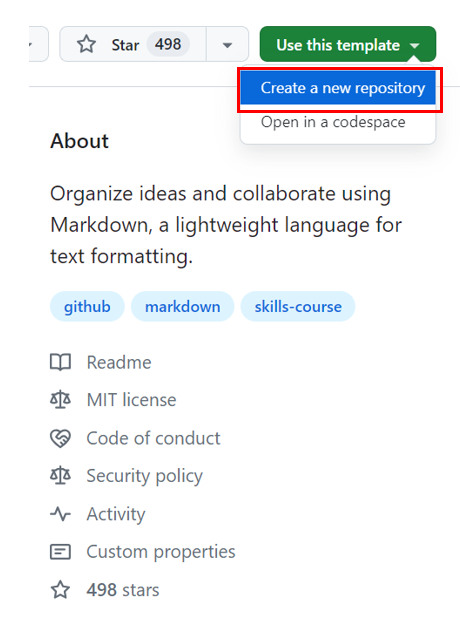 Star 498
Use this template
Create a new repository
Open in a codespace
About
Organize ideas and collaborate using
Markdown, a lightweight language for
text formatting.
github markdown skills-course
Readme
MIT license
Code of conduct
Security policy
Activity
Custom properties
498 stars